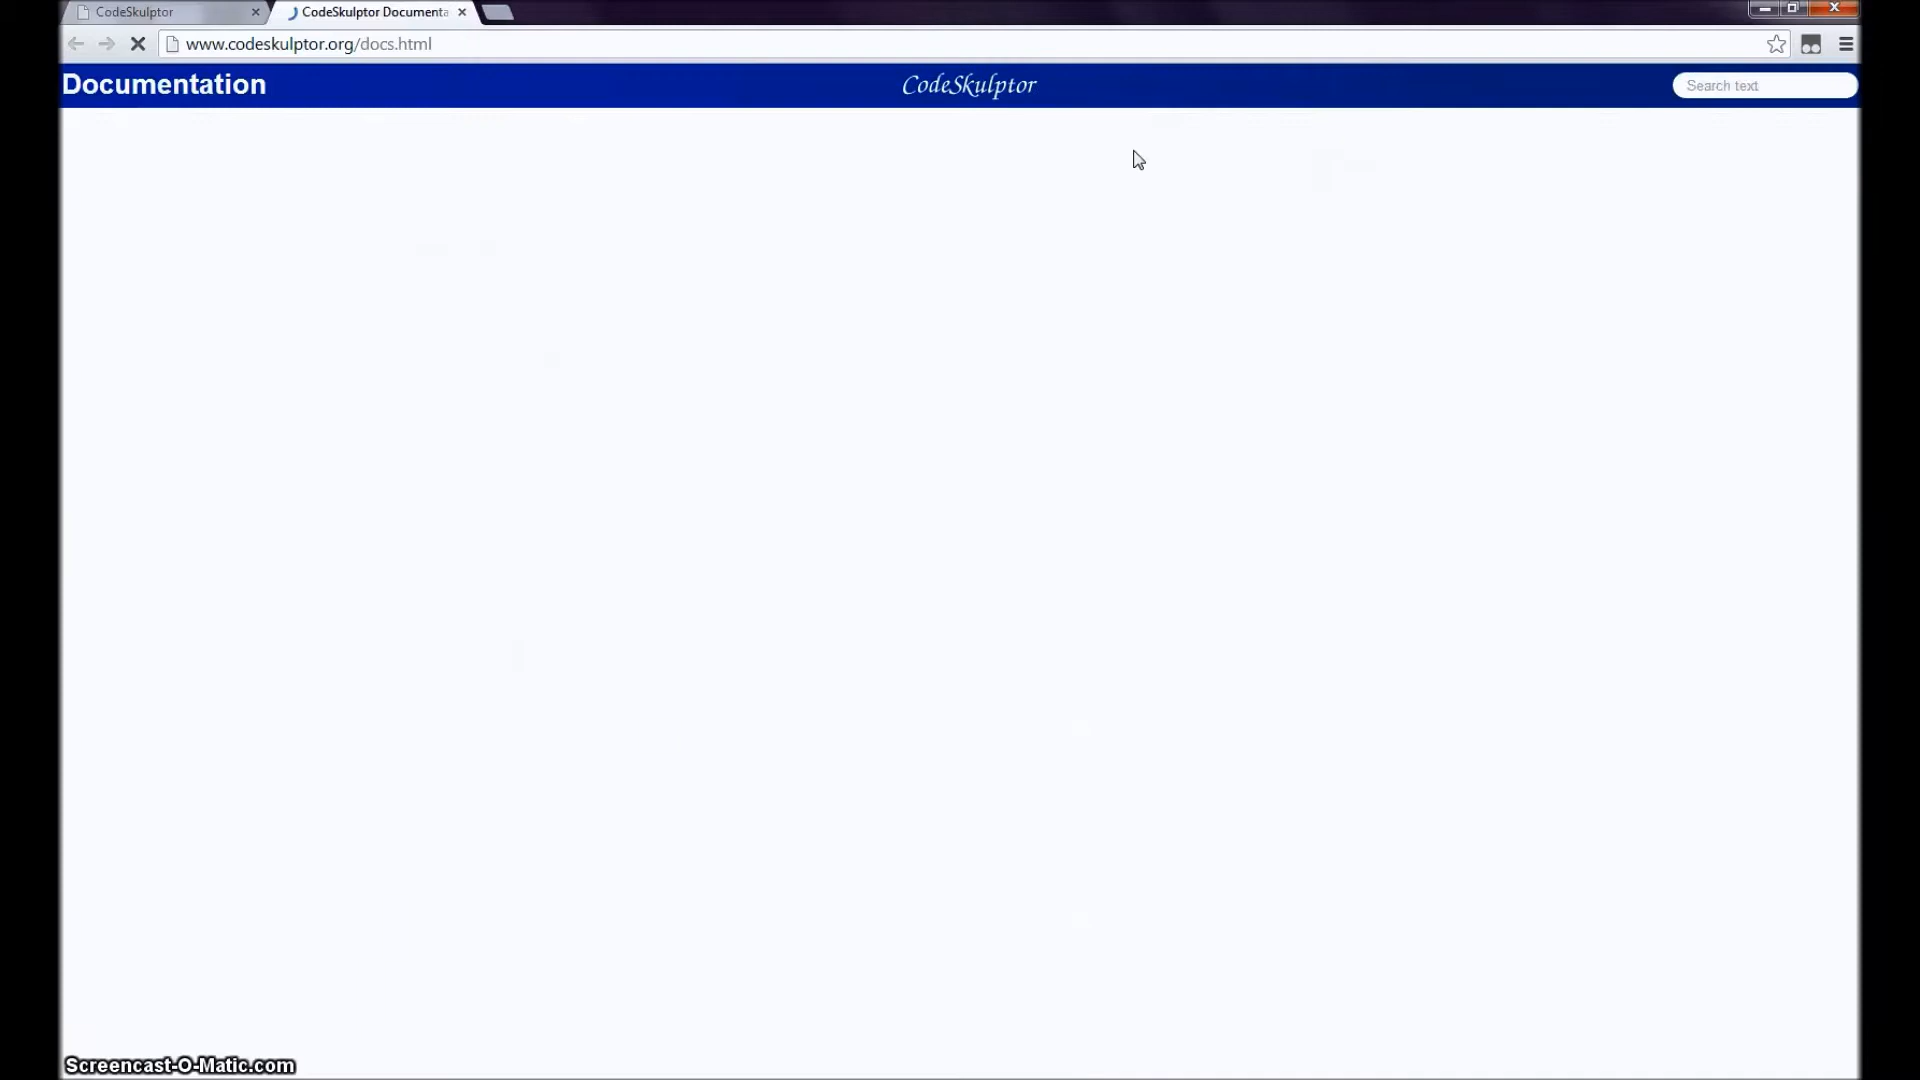 CodeSkulptor
CodeSkulptor Documenta
www.codeskulptor.org/docs.html
Documentation
CodeSkulptor
Search text
Screencast-O-Matic.com